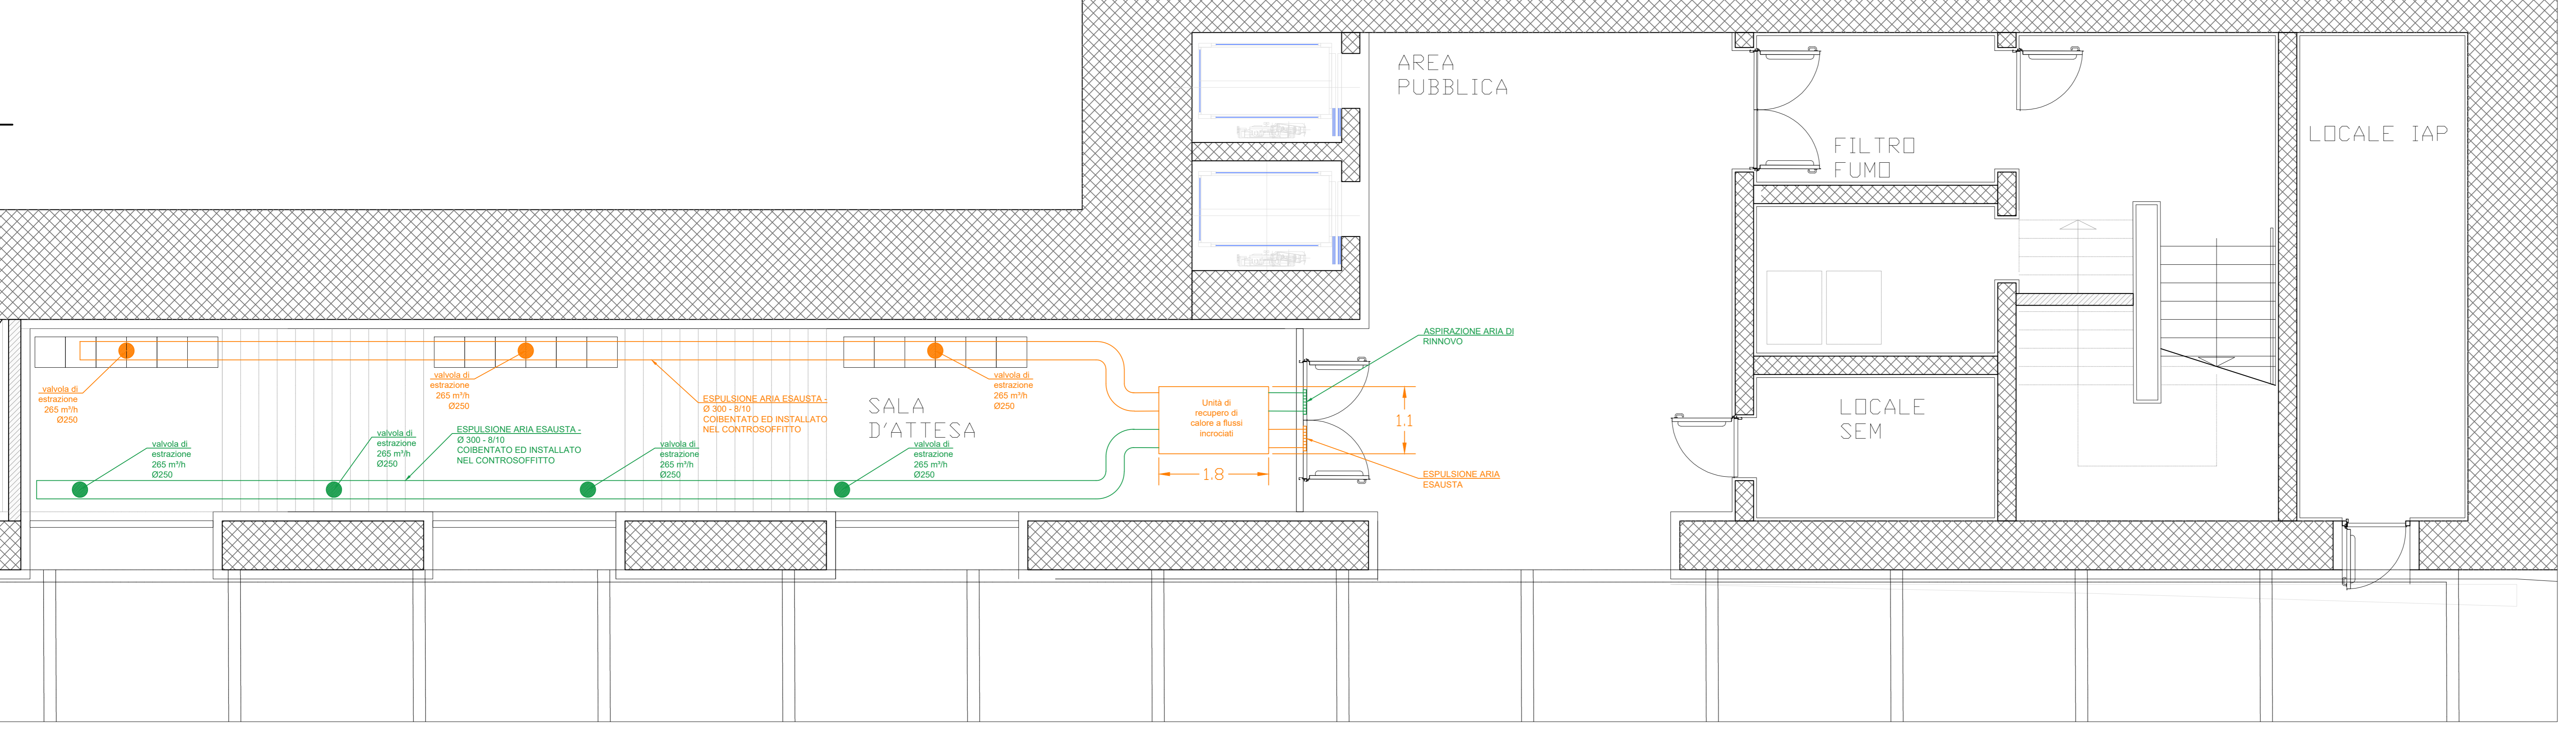 AREA
PUBBLICA
FILTRO
FUMO
LOCALE IAP
ASPIRAZIONE ARIA DI
RINNOVO
valvola di
estrazione
265 m³/h
Ø250
valvola di
estrazione
265 m³/h
Ø250
ESPULSIONE ARIA ESAUSTA -
Ø 300 - 8/10
COIBENTATO ED INSTALLATO
NEL CONTROSOFFITTO
valvola di
estrazione
265 m³/h
Ø250
SALA
D'ATTESA
Unità di
recupero di
calore a flussi
incrociati
1.1
1.8
LOCALE
SEM
valvola di
estrazione
265 m³/h
Ø250
valvola di
estrazione
265 m³/h
Ø250
ESPULSIONE ARIA ESAUSTA -
Ø 300 - 8/10
COIBENTATO ED INSTALLATO
NEL CONTROSOFFITTO
valvola di
estrazione
265 m³/h
Ø250
valvola di
estrazione
265 m³/h
Ø250
ESPULSIONE ARIA
ESAUSTA